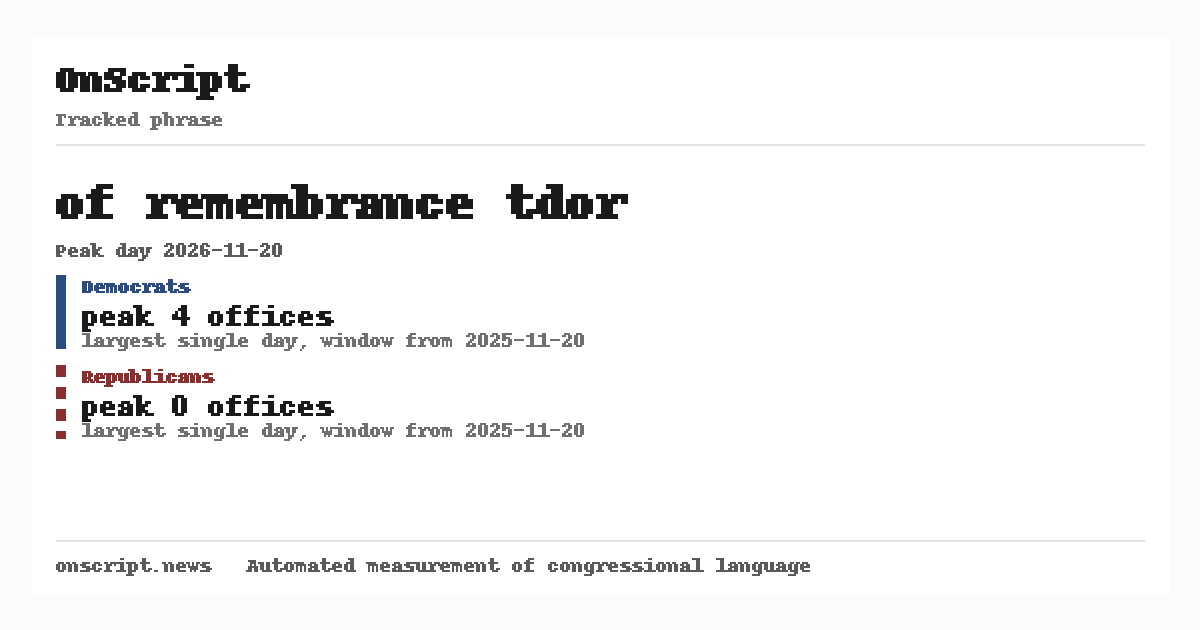 OnScript
Tracked phrase
of remembrance tdor
Peak day 2026-11-20
Democrats
peak 4 offices
largest single day, window from 2025-11-20
Republicans
peak 0 offices
largest single day, window from 2025-11-20
onscript.news Automated measurement of congressional language